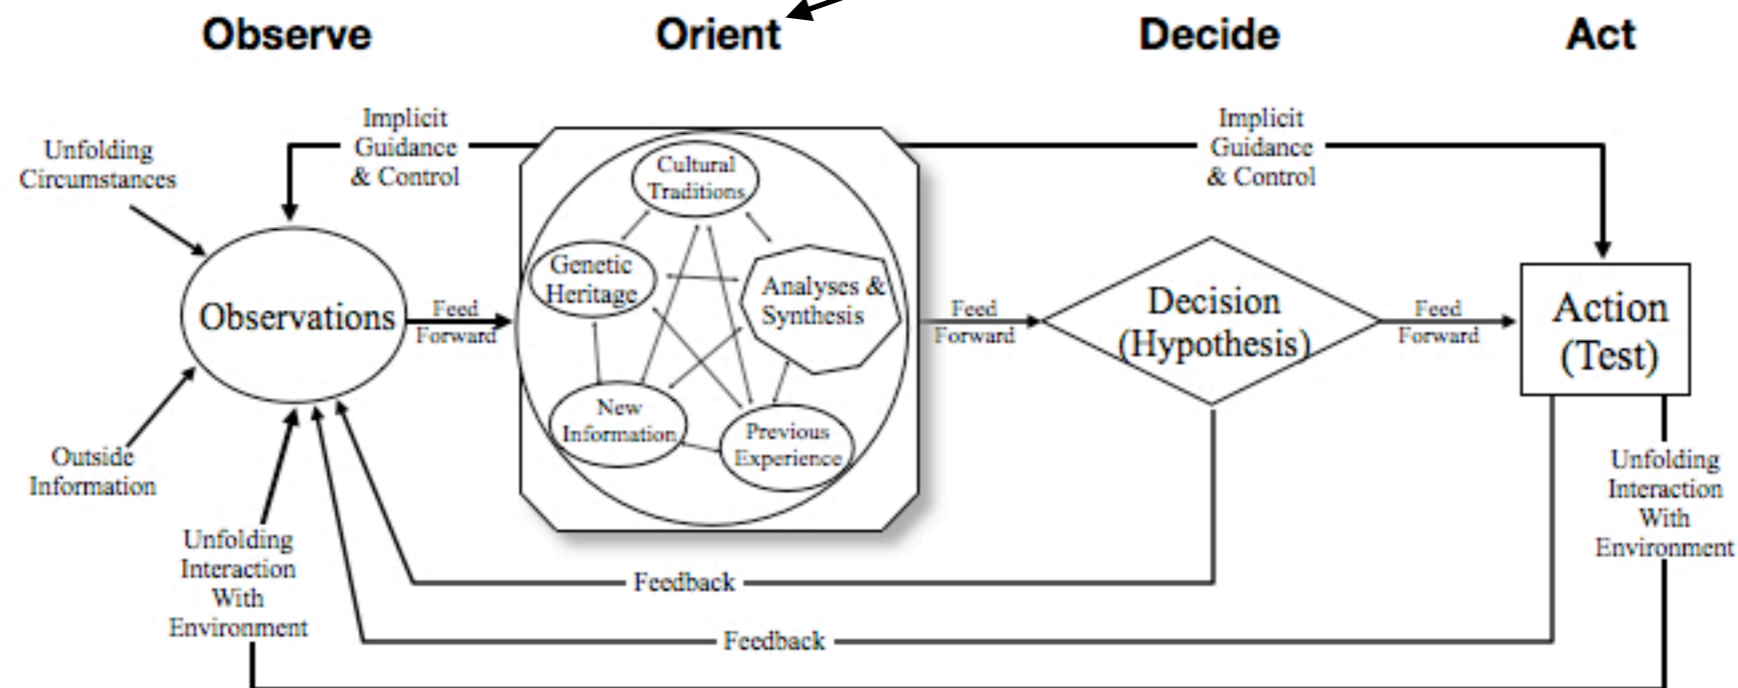 Observe
Orient
Decide
Act
Implicit
Guidance
& Control
Implicit
Guidance
& Control
Unfolding
Circumstances
Cultural
Traditions
Genetic
Heritage
Analyses &
Synthesis
Observations
Feed
Forward
Feed
Forward
Decision
(Hypothesis)
Feed
Forward
Action
(Test)
New
Information
Previous
Experience
Outside
Information
Unfolding
Interaction
With
Environment
Unfolding
Interaction
With
Environment
Feedback
Feedback